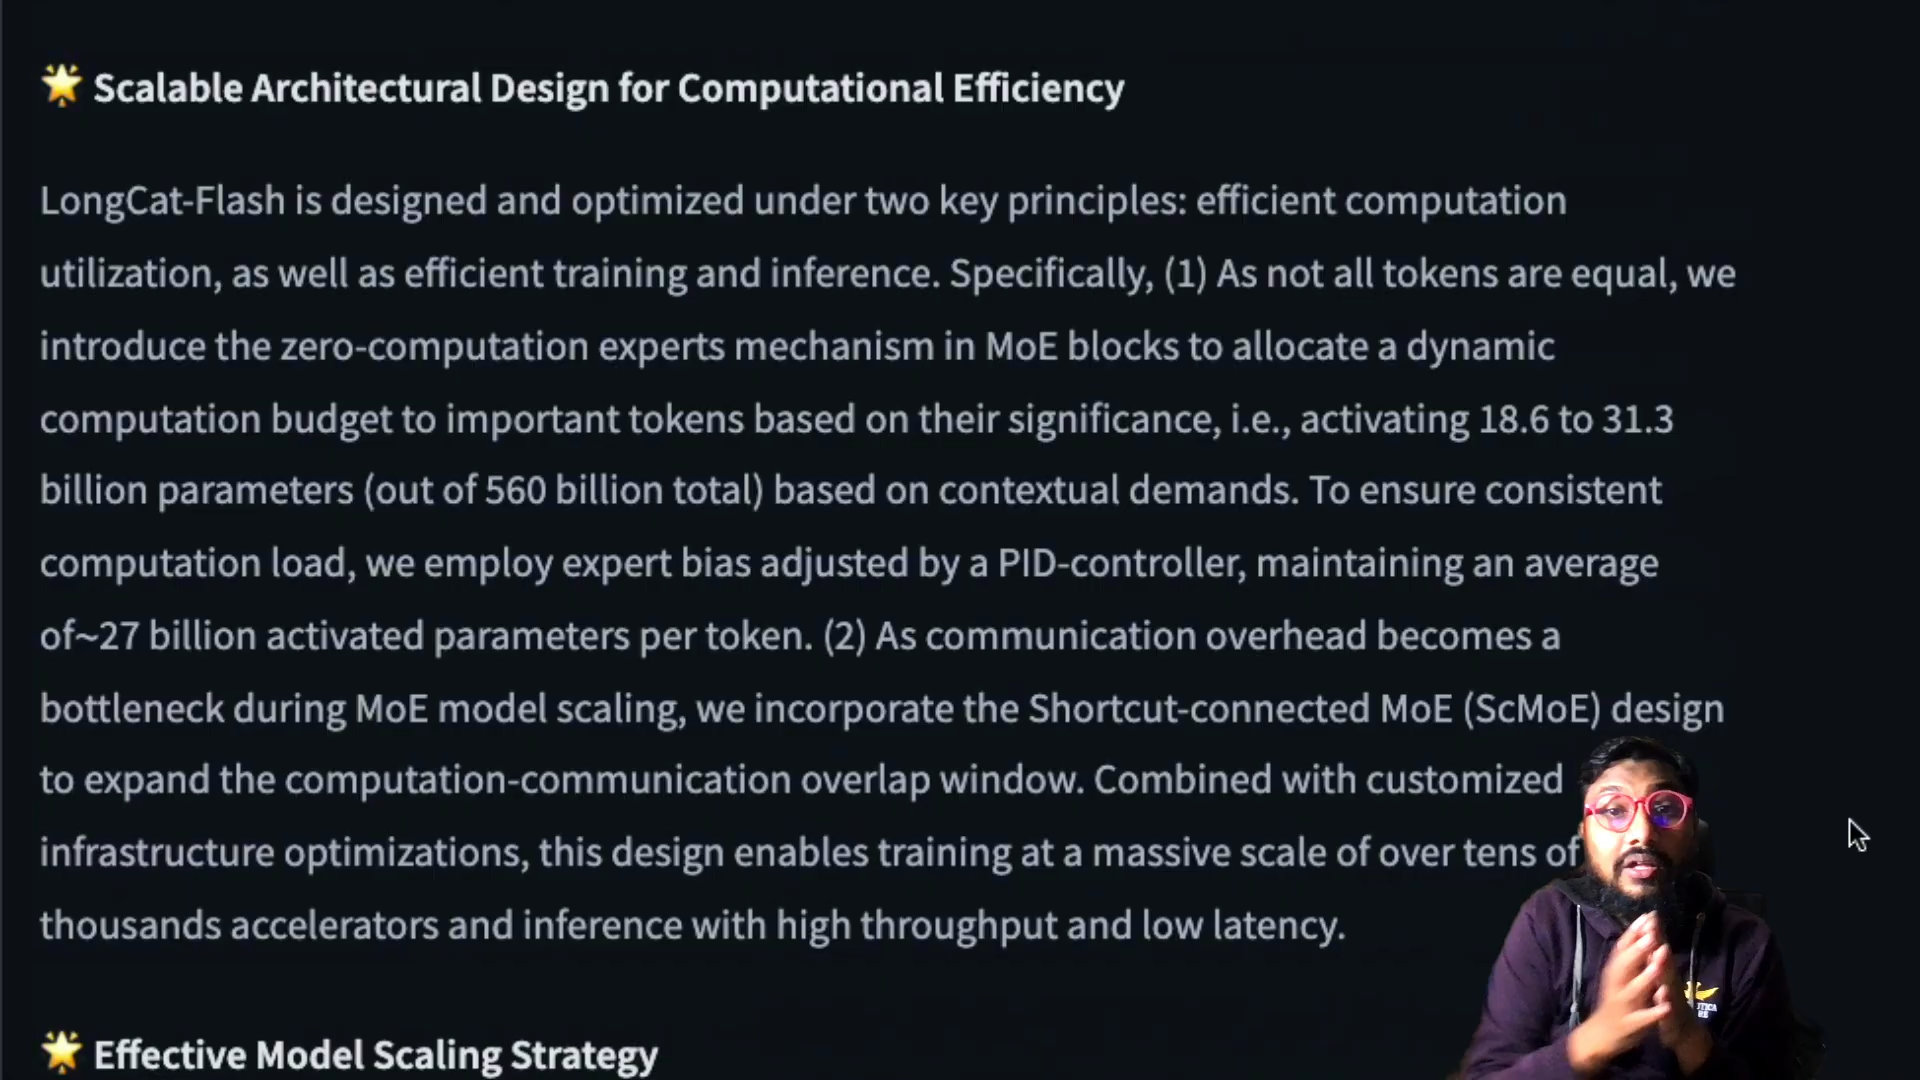 Scalable Architectural Design for Computational Efficiency
LongCat-Flash is designed and optimized under two key principles: efficient computation
utilization, as well as efficient training and inference. Specifically, (1) As not all tokens are equal, we
introduce the zero-computation experts mechanism in MoE blocks to allocate a dynamic
computation budget to important tokens based on their significance, i.e., activating 18.6 to 31.3
billion parameters (out of 560 billion total) based on contextual demands. To ensure consistent
computation load, we employ expert bias adjusted by a PID-controller, maintaining an average
of~27 billion activated parameters per token. (2) As communication overhead becomes a
bottleneck during MoE model scaling, we incorporate the Shortcut-connected MoE (ScMoE) design
to expand the computation-communication overlap window. Combined with customized
infrastructure optimizations, this design enables training at a massive scale of over tens of
thousands accelerators and inference with high throughput and low latency.
Effective Model Scaling Strategy